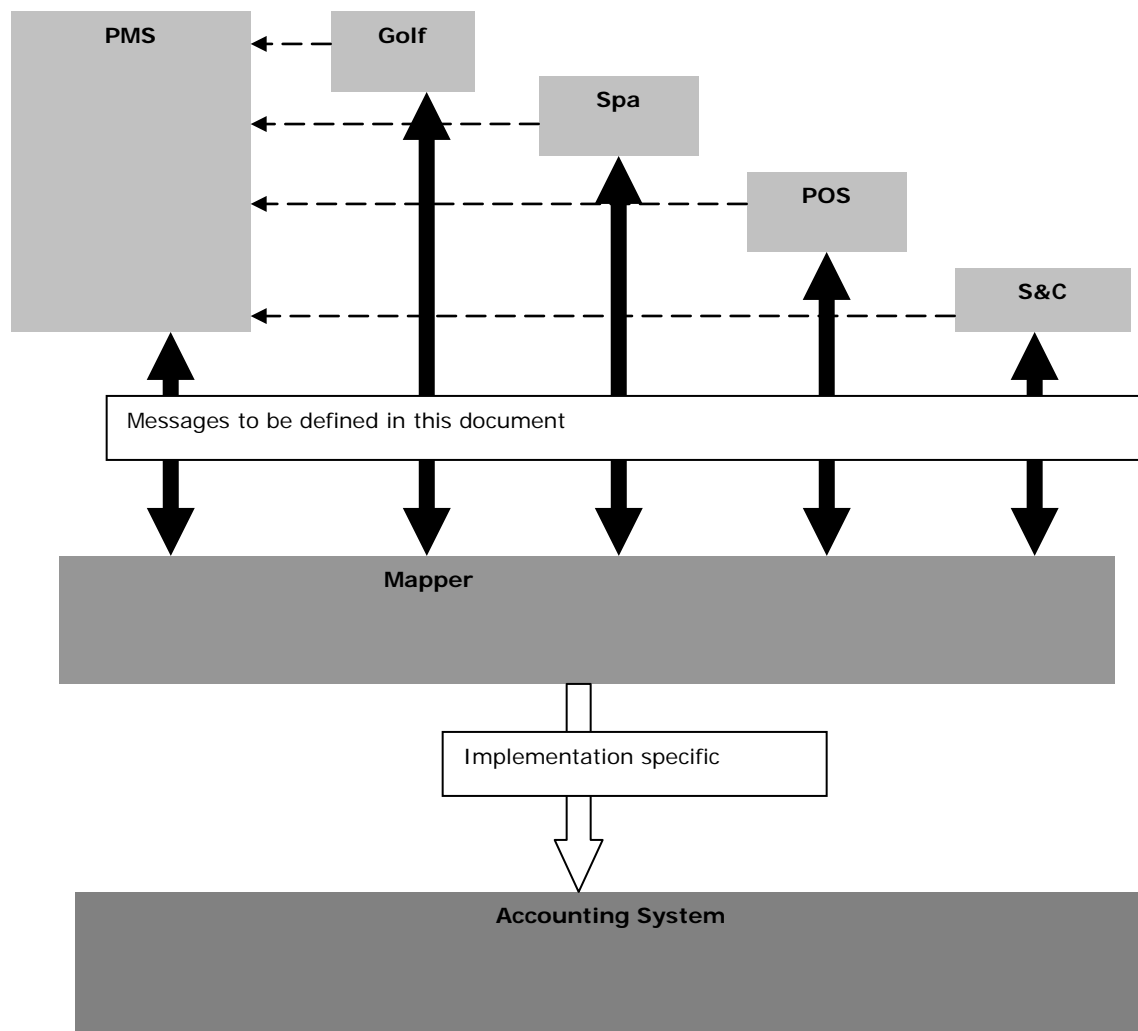 PMS
Golf
Spa
POS
S&C
Messages to be defined in this document
Mapper
Implementation specific
Accounting System